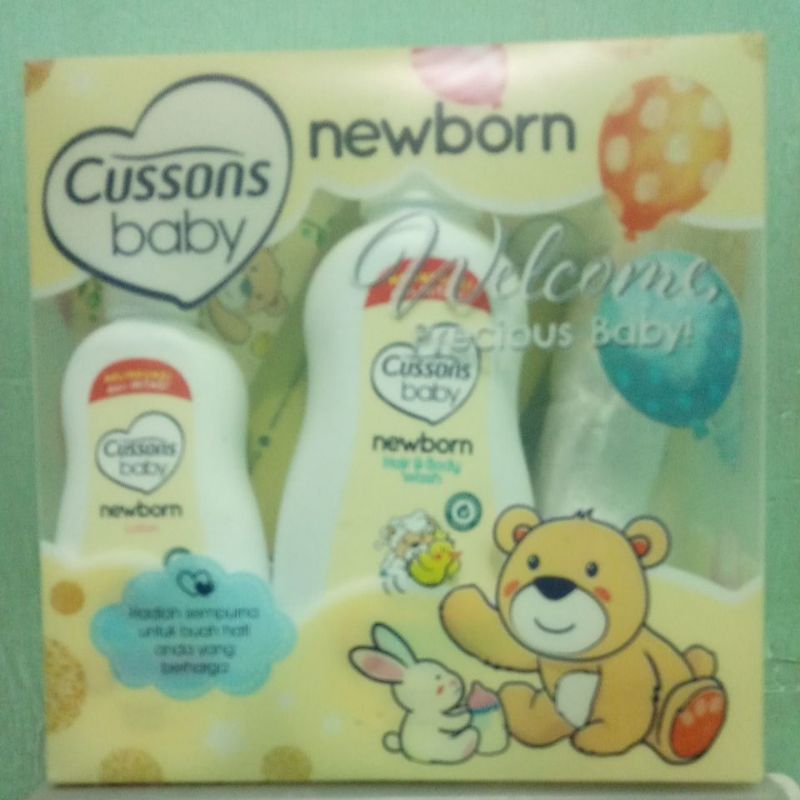 Cussons
baby
newborn
Welcome,
Precious Baby!
Cussons
baby
newborn
Hair & Body
Wash
Cussons
baby
newborn
Lotion
Hadiah sempurna
untuk buah hati
anda yang
berharga